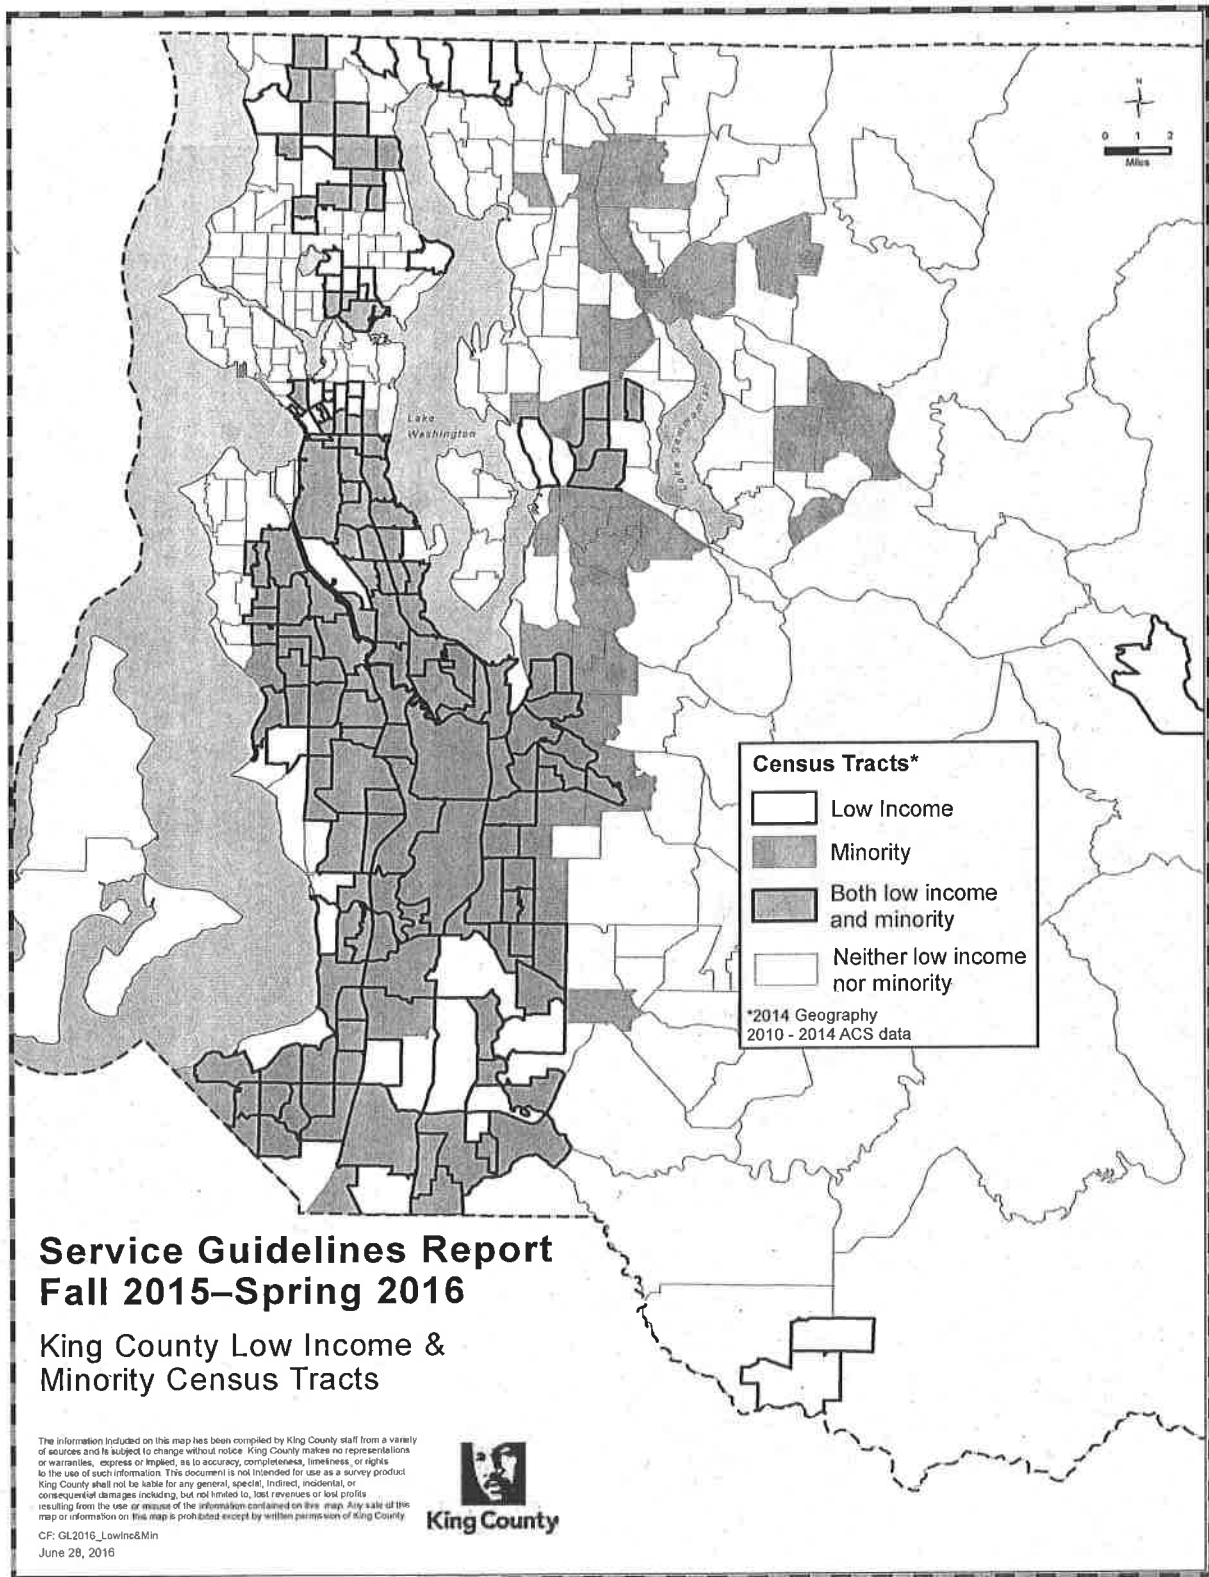 N
0 1 2
Miles
Lake
Washington
Lake Sammamish
Census Tracts*
Low Income
Minority
Both low income
and minority
Neither low income
nor minority
*2014 Geography
2010 - 2014 ACS data
Service Guidelines Report
Fall 2015–Spring 2016
King County Low Income &
Minority Census Tracts
The information included on this map has been compiled by King County staff from a variety
of sources and is subject to change without notice. King County makes no representations
or warranties, express or implied, as to accuracy, completeness, timeliness, or rights
to the use of such information. This document is not intended for use as a survey product
King County shall not be liable for any general, special, indirect, incidental, or
consequential damages including, but not limited to, lost revenues or lost profits
resulting from the use or misuse of the information contained on this map. Any sale of this
map or information on this map is prohibited except by written permission of King County
CF: GL2016_LowInc&Min
June 28, 2016
King County